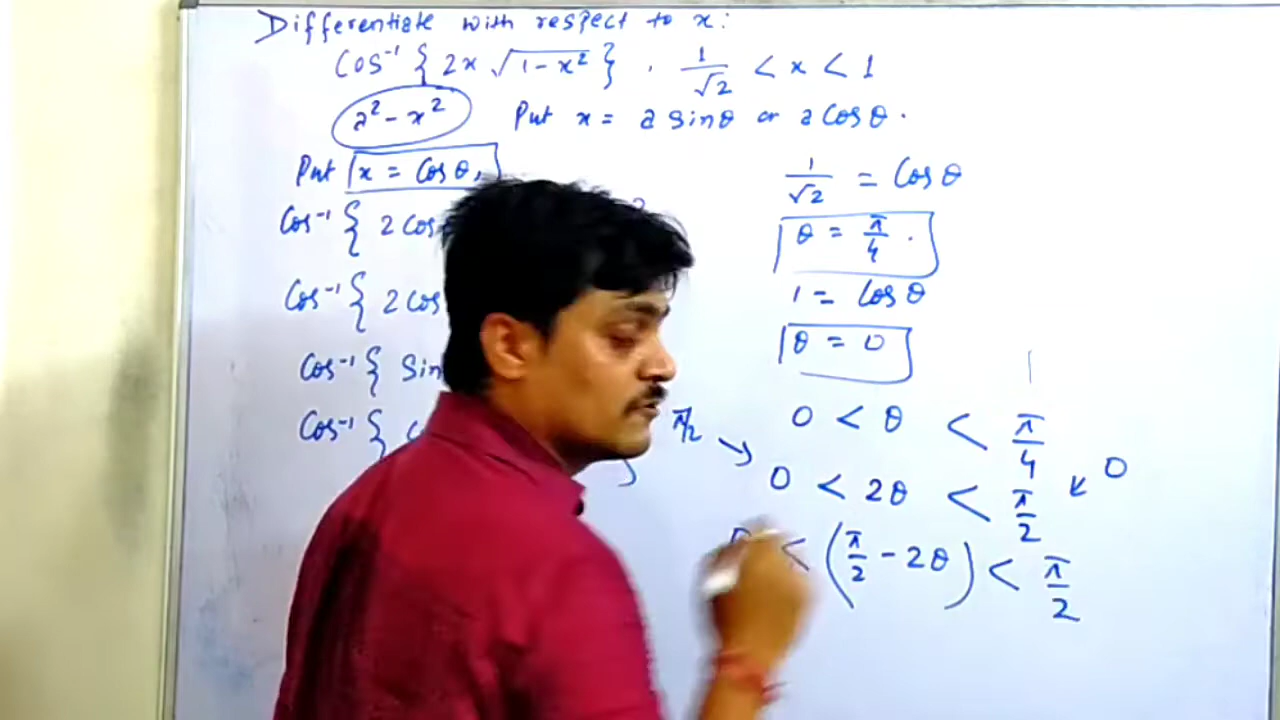 Differentiate with respect to x:
Cos⁻¹ { 2x √(1-x²) } . 1/√2 < x < 1
a² - x² Put x = a sinθ or a Cosθ.
Put x = Cosθ,
1/√2 = Cosθ
Cos⁻¹ { 2 Cos
θ = π/4 .
Cos⁻¹ { 2 Cos
1 = Cosθ
Cos⁻¹ { Sin
θ = 0
0 < θ < π/4
Cos⁻¹ {
π/2 ↘ 0 < 2θ < π/2 ↙ 0
< (π/2 - 2θ) < π/2